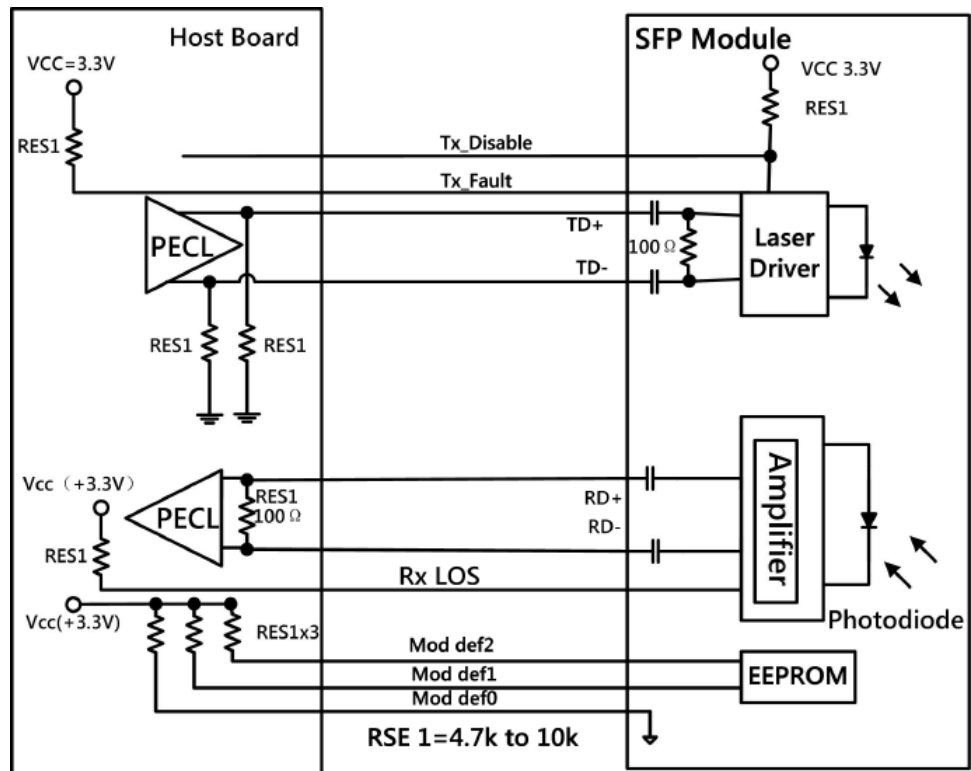 Host Board
SFP Module
VCC=3.3V
VCC 3.3V
RES1
RES1
Tx_Disable
Tx_Fault
PECL
TD+
100Ω
TD-
Laser
Driver
RES1
RES1
Vcc（+3.3V）
PECL
RES1
100Ω
RD+
RD-
Amplifier
RES1
Rx LOS
Vcc(+3.3V)
RES1x3
Photodiode
Mod def2
Mod def1
Mod def0
EEPROM
RSE 1=4.7k to 10k